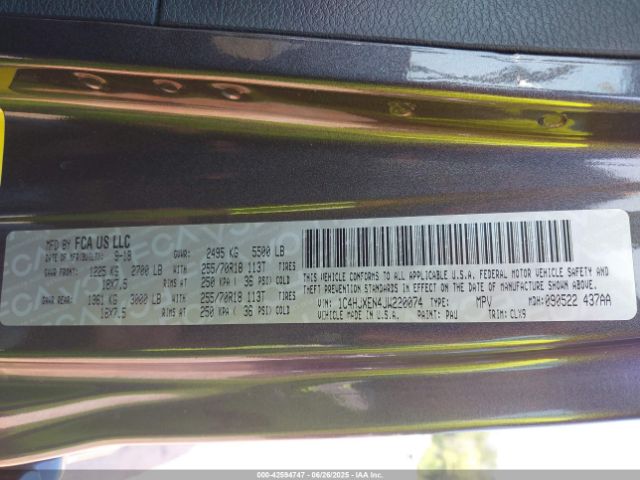 MFD BY FCA US LLC
DATE OF MFR(BUILT): 9-18 GVWR: 2495 KG 5500 LB
GAWR FRONT: 1225 KG 2700 LB WITH 255/70R18 113T TIRES
18X7.5 RIMS AT 250 KPA ( 36 PSI) COLD
GAWR REAR: 1361 KG 3000 LB WITH 255/70R18 113T TIRES
18X7.5 RIMS AT 250 KPA ( 36 PSI) COLD
THIS VEHICLE CONFORMS TO ALL APPLICABLE U.S.A. FEDERAL MOTOR VEHICLE SAFETY
AND THEFT PREVENTION STANDARDS IN EFFECT ON THE DATE OF MANUFACTURE SHOWN ABOVE.
VIN: 1C4HJXEN4JW220074 TYPE: MPV MDH: 090522 437AA
VEHICLE MADE IN U.S.A. PAINT: PAU TRIM: CLX9
000-42594747 06/26/2025 IAA Inc.